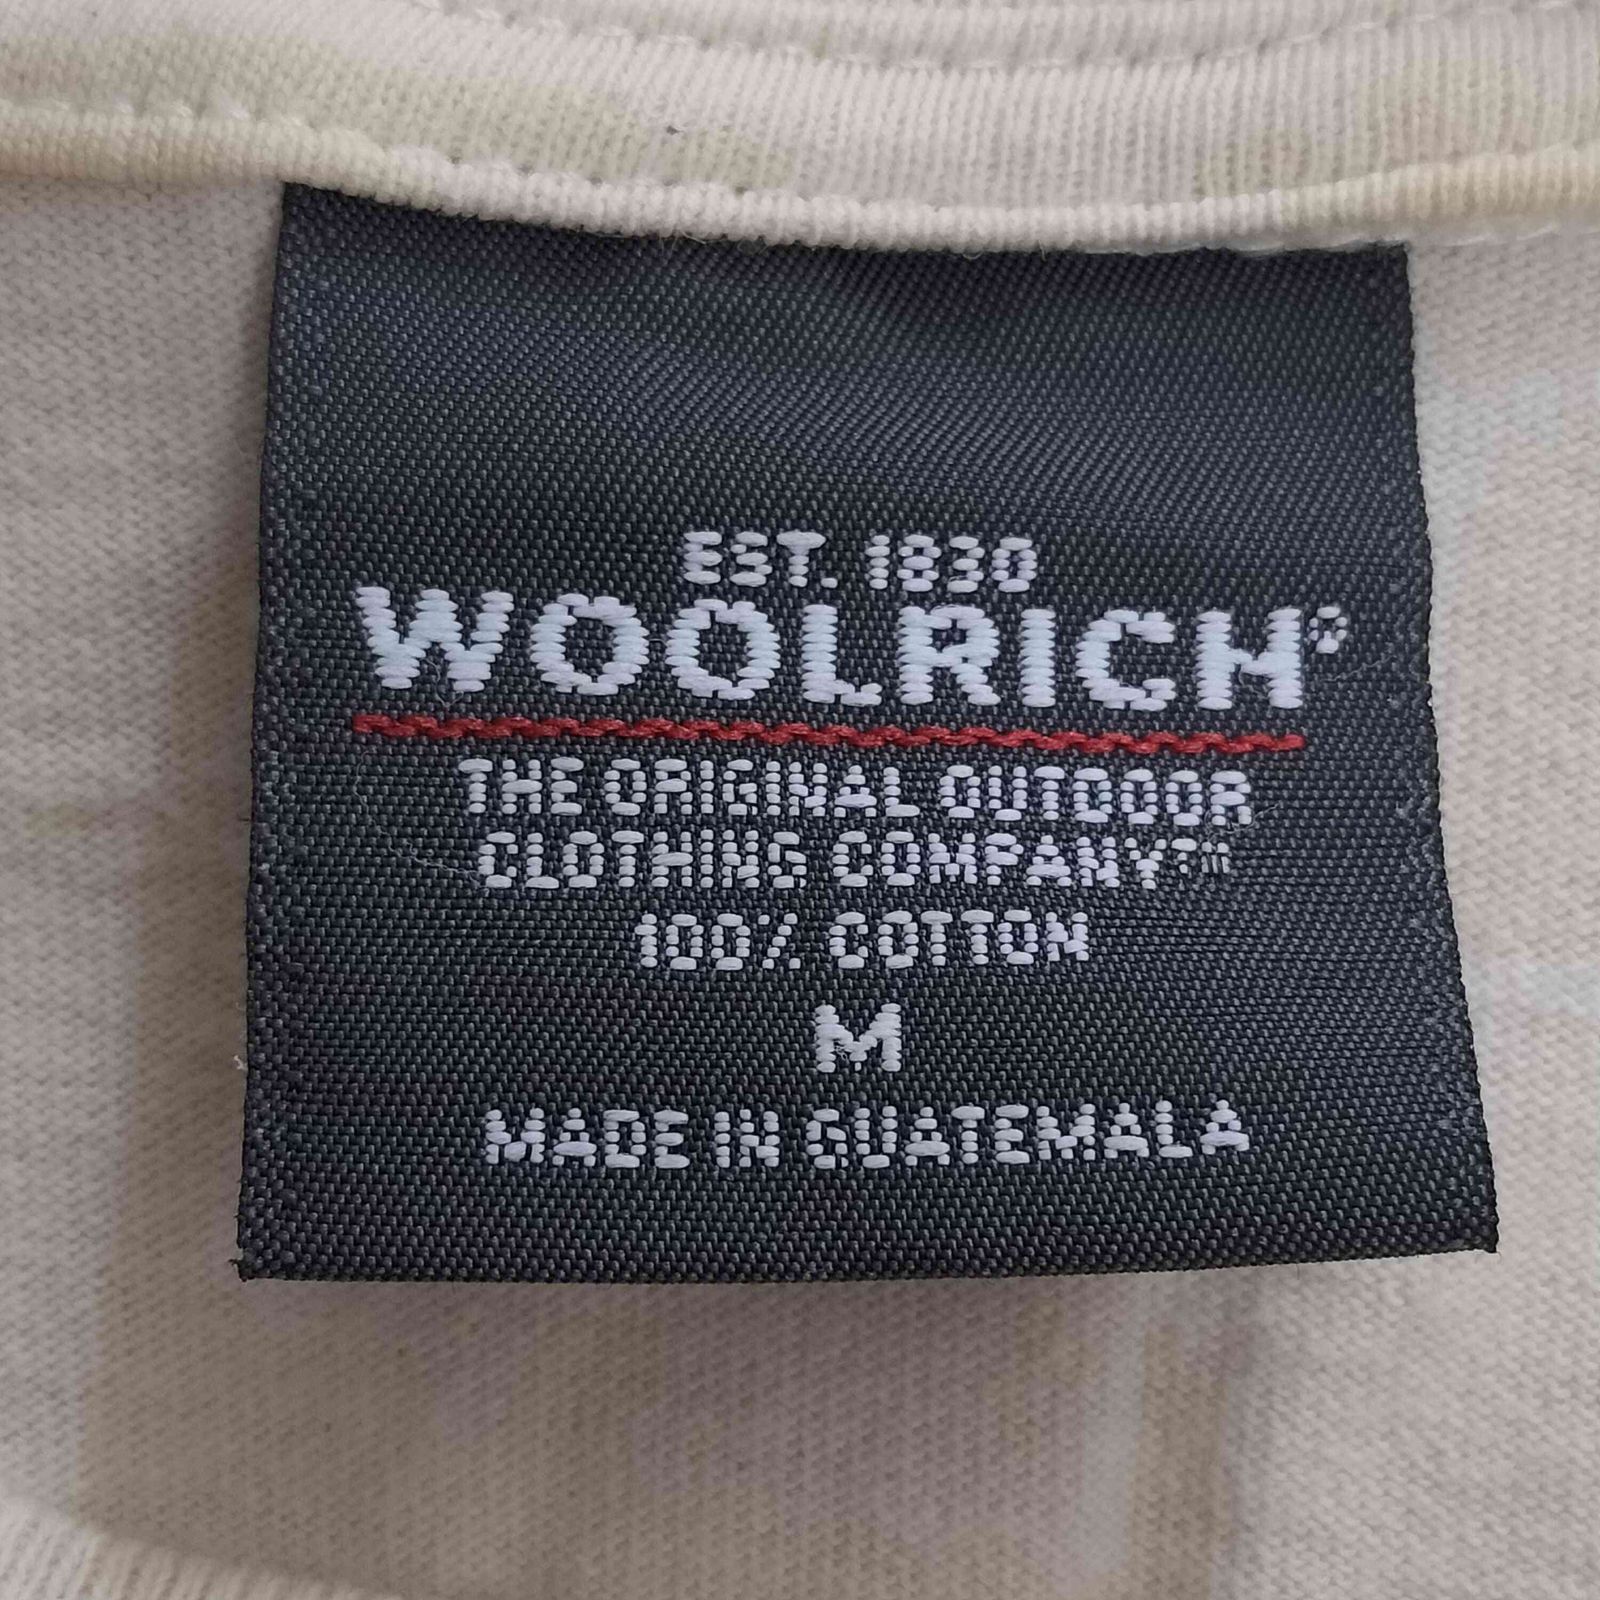 EST. 1830
WOOLRICH®
THE ORIGINAL OUTDOOR
CLOTHING COMPANY™
100% COTTON
M
MADE IN GUATEMALA